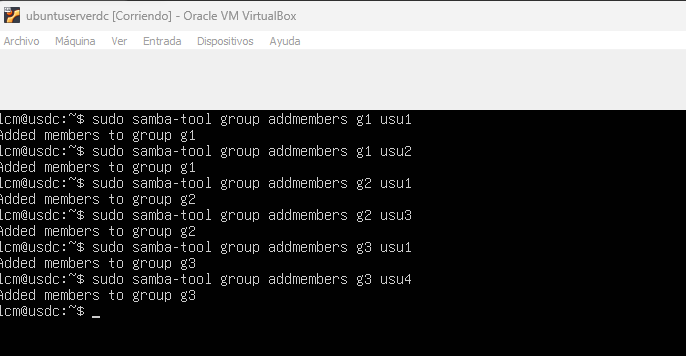 ubuntuserverdc [Corriendo] - Oracle VM VirtualBox
Archivo Máquina Ver Entrada Dispositivos Ayuda
lcm@usdc:~$ sudo samba-tool group addmembers g1 usu1
Added members to group g1
lcm@usdc:~$ sudo samba-tool group addmembers g1 usu2
Added members to group g1
lcm@usdc:~$ sudo samba-tool group addmembers g2 usu1
Added members to group g2
lcm@usdc:~$ sudo samba-tool group addmembers g2 usu3
Added members to group g2
lcm@usdc:~$ sudo samba-tool group addmembers g3 usu1
Added members to group g3
lcm@usdc:~$ sudo samba-tool group addmembers g3 usu4
Added members to group g3
lcm@usdc:~$ _